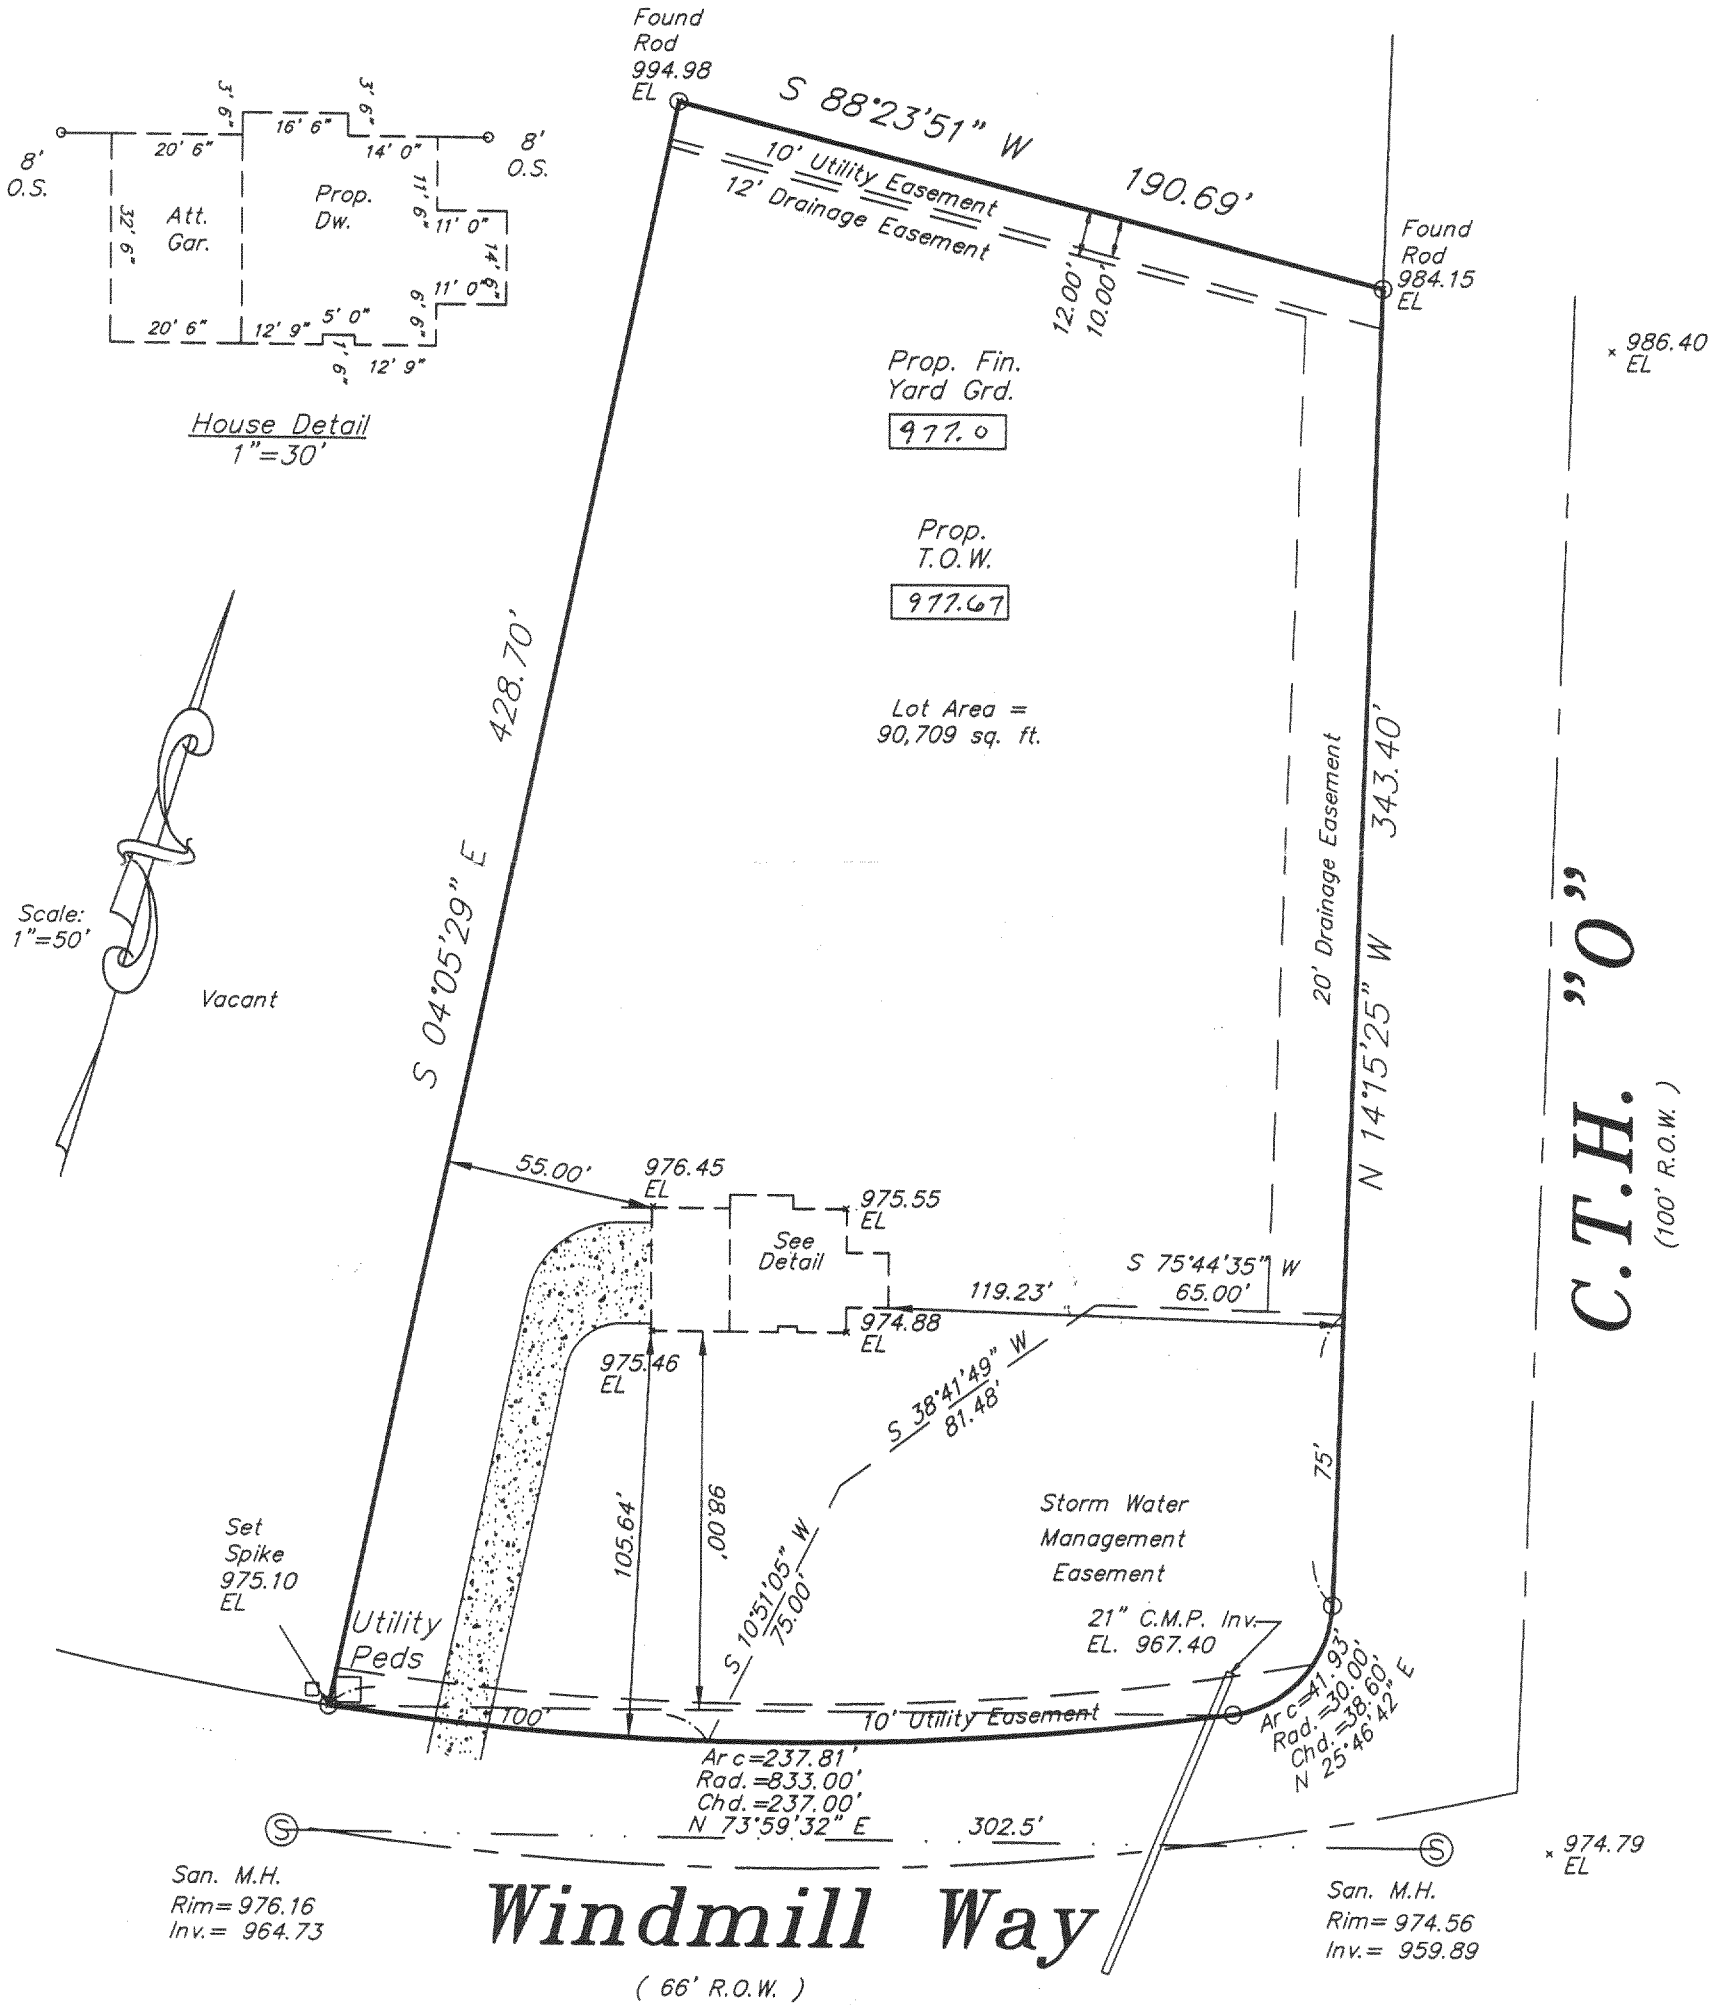 Found
Rod
994.98
EL
S 88°23'51" W
190.69'
10' Utility Easement
12' Drainage Easement
12.00'
10.00'
Found
Rod
984.15
EL
986.40
EL
3' 6"
16' 6"
3' 6"
20' 6"
14' 0"
8'
O.S.
8'
O.S.
32' 6"
Att.
Gar.
Prop.
Dw.
11' 6"
11' 0"
14' 6"
11' 0"
6' 6"
20' 6"
12' 9"
5' 0"
1' 6"
12' 9"
House Detail
1"=30'
Prop. Fin.
Yard Grd.
977.0
Prop.
T.O.W.
977.67
Lot Area =
90,709 sq. ft.
S 04°05'29" E 428.70'
20' Drainage Easement
N 14°15'25" W 343.40'
Scale:
1"=50'
Vacant
C.T.H. "O"
(100' R.O.W. )
55.00'
976.45
EL
975.55
EL
See
Detail
S 75°44'35" W
65.00'
119.23'
974.88
EL
975.46
EL
S 38°41'49" W
81.48'
105.64'
98.00'
S 10°51'05" W
75.00'
75'
Storm Water
Management
Easement
Set
Spike
975.10
EL
Utility
Peds
21" C.M.P. Inv.
EL. 967.40
100'
10' Utility Easement
Arc=41.93'
Rad.=30.00'
Chd.=38.60'
N 25°46'42" E
Arc=237.81'
Rad.=833.00'
Chd.=237.00'
N 73°59'32" E
302.5'
S
S
974.79
EL
San. M.H.
Rim= 976.16
Inv.= 964.73
Windmill Way
( 66' R.O.W. )
San. M.H.
Rim= 974.56
Inv.= 959.89